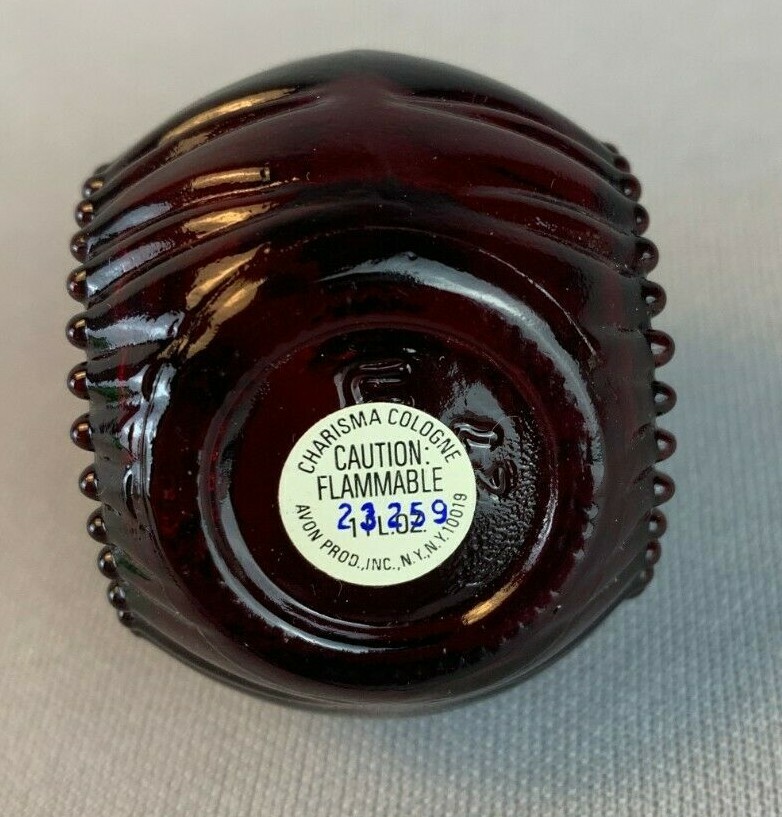 CHARISMA COLOGNE
CAUTION:
FLAMMABLE
23259
1 FL. OZ.
AVON PROD., INC., N.Y., N.Y. 10019